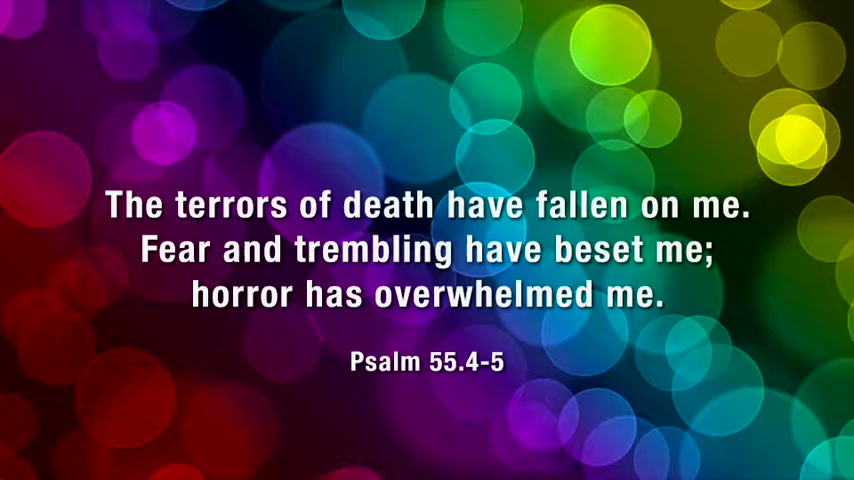 The terrors of death have fallen on me.
Fear and trembling have beset me;
horror has overwhelmed me.
Psalm 55.4-5